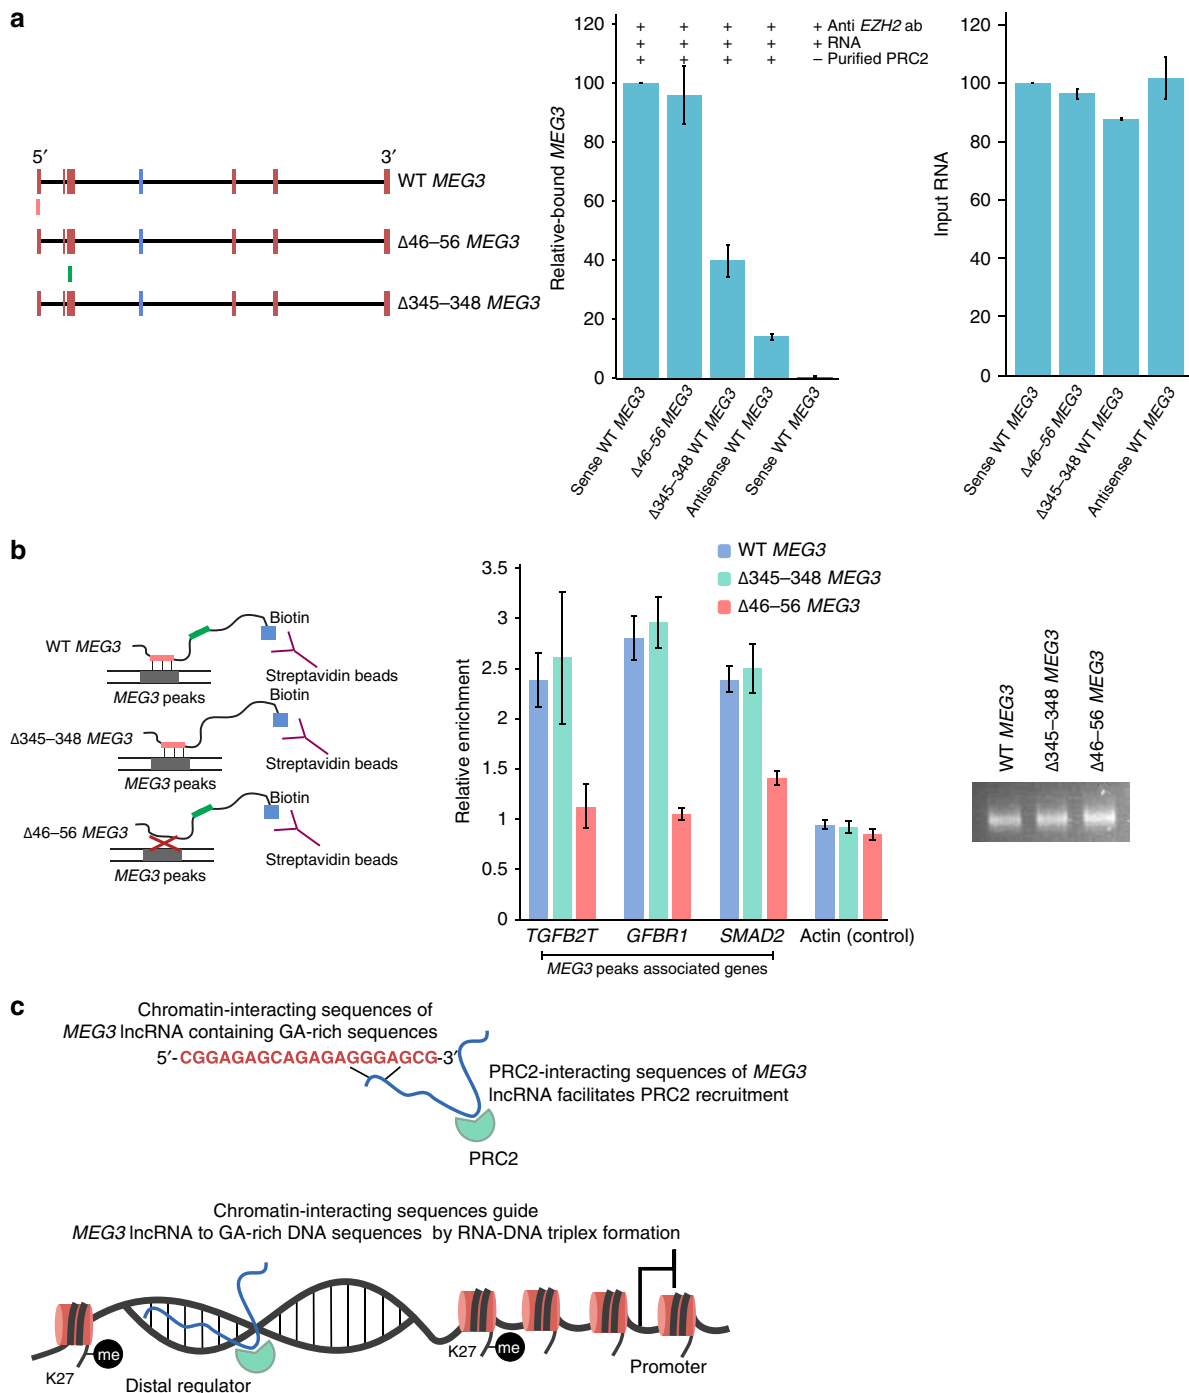 a
5′
3′
WT MEG3
Δ46–56 MEG3
Δ345–348 MEG3
120
100
80
60
40
20
0
Relative-bound MEG3
+ + + + + Anti EZH2 ab
+ + + + + RNA
+ + + + – Purified PRC2
Sense WT MEG3
Δ46–56 MEG3
Δ345–348 WT MEG3
Antisense WT MEG3
Sense WT MEG3
120
100
80
60
40
20
0
Input RNA
Sense WT MEG3
Δ46–56 MEG3
Δ345–348 WT MEG3
Antisense WT MEG3
b
WT MEG3
Biotin
Streptavidin beads
MEG3 peaks
Δ345–348 MEG3
Biotin
Streptavidin beads
MEG3 peaks
Δ46–56 MEG3
Biotin
Streptavidin beads
MEG3 peaks
WT MEG3
Δ345–348 MEG3
Δ46–56 MEG3
3.5
3
2.5
2
1.5
1
0.5
0
Relative enrichment
TGFB2T GFBR1 SMAD2 Actin (control)
MEG3 peaks associated genes
WT MEG3
Δ345–348 MEG3
Δ46–56 MEG3
c
Chromatin-interacting sequences of
MEG3 lncRNA containing GA-rich sequences
5′-CGGAGAGCAGAGAGGGAGCG-3′
PRC2-interacting sequences of MEG3
lncRNA facilitates PRC2 recruitment
PRC2
Chromatin-interacting sequences guide
MEG3 lncRNA to GA-rich DNA sequences by RNA-DNA triplex formation
K27
me
Distal regulator
K27
me
Promoter